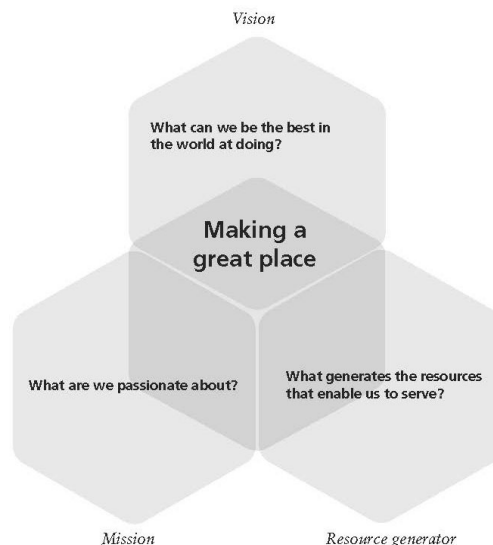 Vision
What can we be the best in
the world at doing?
Making a
great place
What are we passionate about?
What generates the resources
that enable us to serve?
Mission
Resource generator